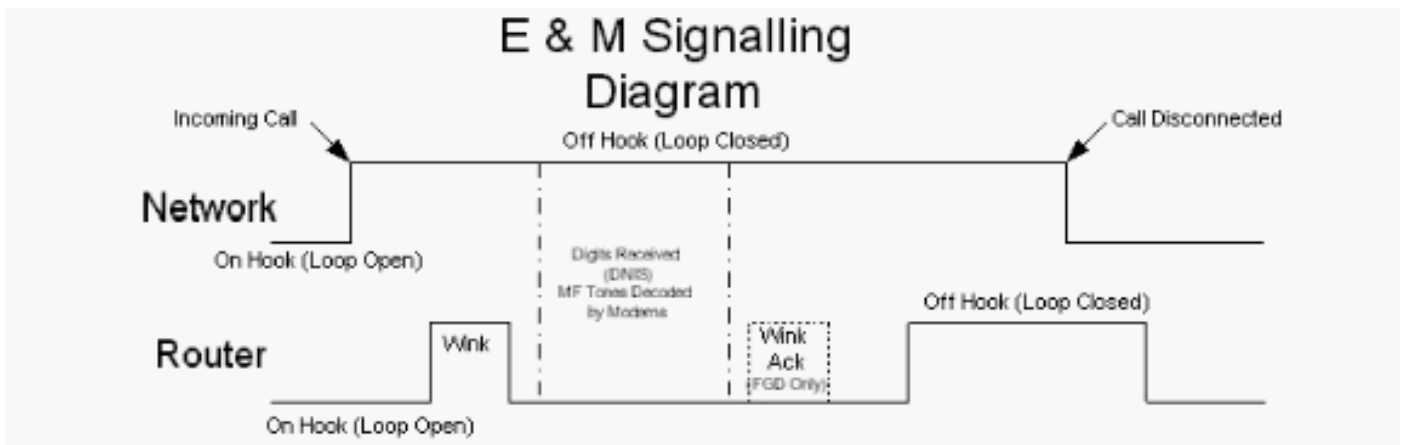 E & M Signalling
Diagram
Incoming Call
Call Disconnected
Off Hook (Loop Closed)
Network
On Hook (Loop Open)
Digits Received
(DNIS)
MF Tones Decoded
by Modems
Off Hook (Loop Closed)
Router
Wink
Wink
Ack
(FGD Only)
On Hook (Loop Open)